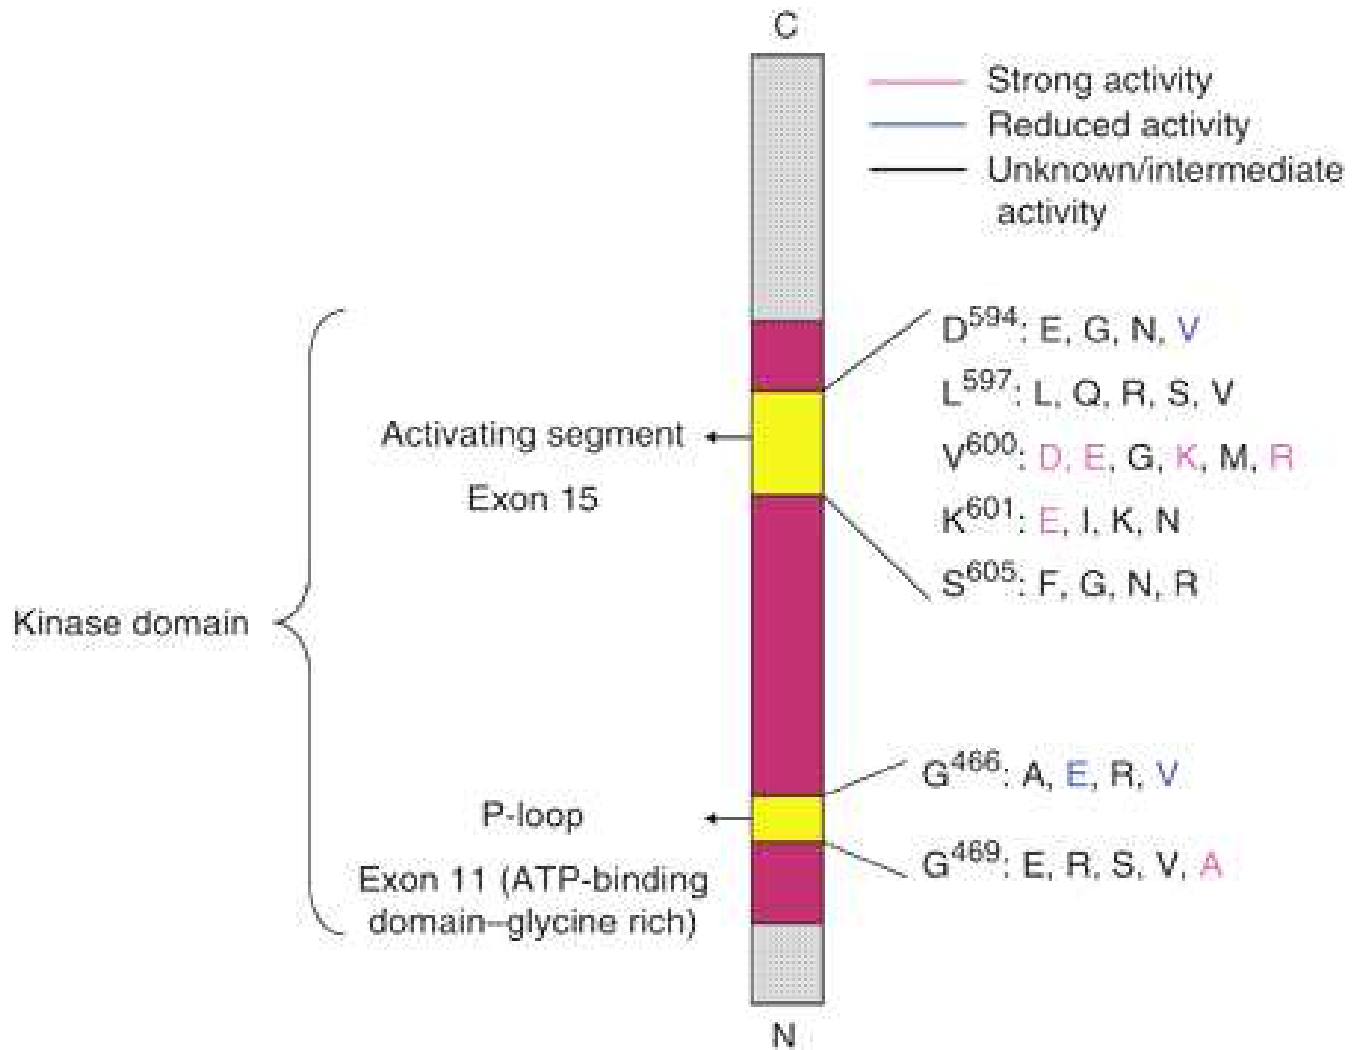 C
Strong activity
Reduced activity
Unknown/intermediate
activity
D594: E, G, N, V
L597: L, Q, R, S, V
Activating segment
V600: D, E, G, K, M, R
Exon 15
K601: E, I, K, N
S605: F, G, N, R
Kinase domain
G466: A, E, R, V
P-loop
G469: E, R, S, V, A
Exon 11 (ATP-binding
domain–glycine rich)
N